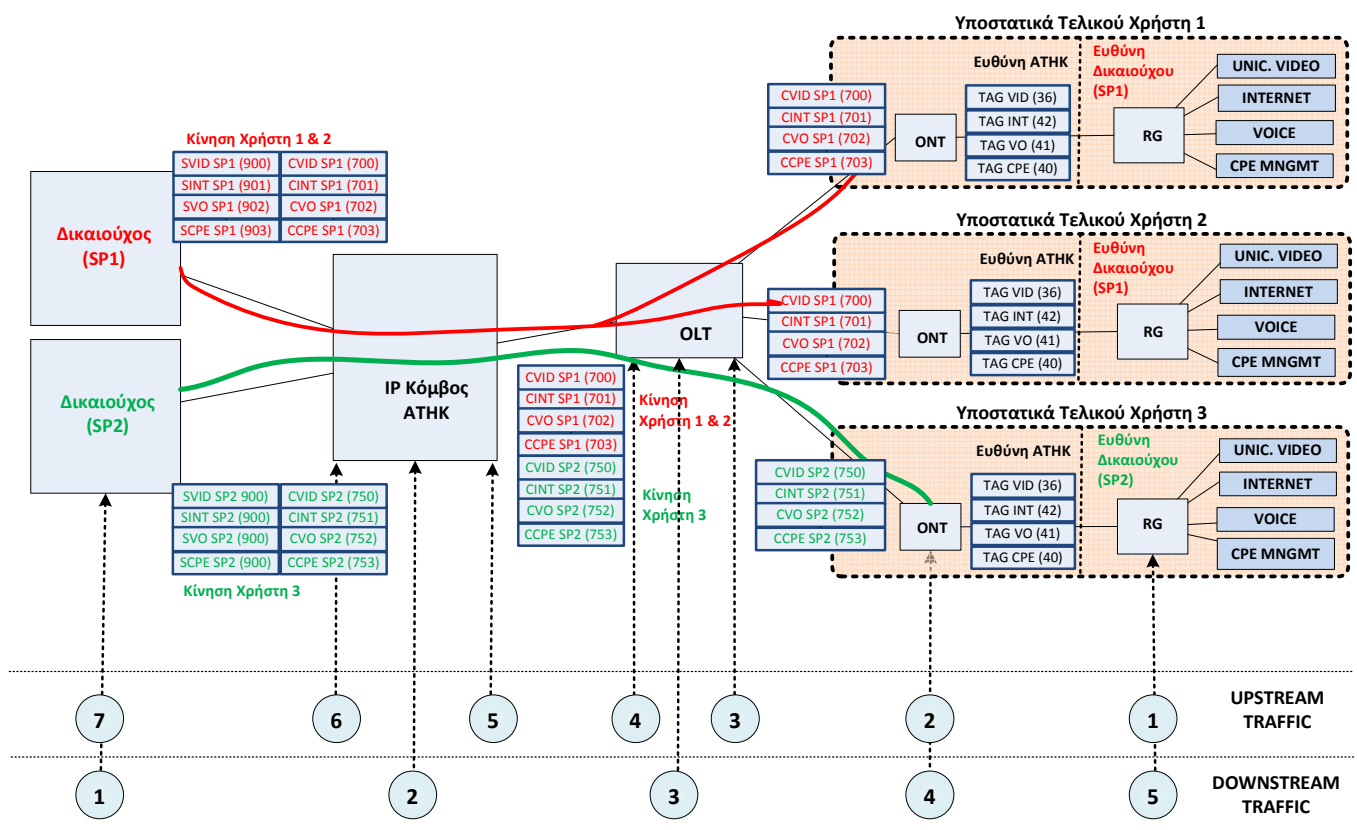 Υποστατικά Τελικού Χρήστη 1
Ευθύνη ΑΤΗΚ
Ευθύνη
Δικαιούχου
(SP1)
CVID SP1 (700)
CINT SP1 (701)
CVO SP1 (702)
CCPE SP1 (703)
ONT
TAG VID (36)
TAG INT (42)
TAG VO (41)
TAG CPE (40)
RG
UNIC. VIDEO
INTERNET
VOICE
CPE MNGMT
Κίνηση Χρήστη 1 & 2
SVID SP1 (900) CVID SP1 (700)
SINT SP1 (901) CINT SP1 (701)
SVO SP1 (902) CVO SP1 (702)
SCPE SP1 (903) CCPE SP1 (703)
Δικαιούχος
(SP1)
Υποστατικά Τελικού Χρήστη 2
Ευθύνη ΑΤΗΚ
Ευθύνη
Δικαιούχου
(SP1)
CVID SP1 (700)
CINT SP1 (701)
CVO SP1 (702)
CCPE SP1 (703)
ONT
TAG VID (36)
TAG INT (42)
TAG VO (41)
TAG CPE (40)
RG
UNIC. VIDEO
INTERNET
VOICE
CPE MNGMT
OLT
IP Κόμβος
ΑΤΗΚ
Δικαιούχος
(SP2)
CVID SP1 (700)
CINT SP1 (701)
CVO SP1 (702)
CCPE SP1 (703)
CVID SP2 (750)
CINT SP2 (751)
CVO SP2 (752)
CCPE SP2 (753)
Κίνηση
Χρήστη 1 & 2
Κίνηση
Χρήστη 3
Υποστατικά Τελικού Χρήστη 3
Ευθύνη ΑΤΗΚ
Ευθύνη
Δικαιούχου
(SP2)
CVID SP2 (750)
CINT SP2 (751)
CVO SP2 (752)
CCPE SP2 (753)
ONT
TAG VID (36)
TAG INT (42)
TAG VO (41)
TAG CPE (40)
RG
UNIC. VIDEO
INTERNET
VOICE
CPE MNGMT
SVID SP2 900) CVID SP2 (750)
SINT SP2 (900) CINT SP2 (751)
SVO SP2 (900) CVO SP2 (752)
SCPE SP2 (900) CCPE SP2 (753)
Κίνηση Χρήστη 3
7 6 5 4 3 2 1
UPSTREAM
TRAFFIC
1 2 3 4 5
DOWNSTREAM
TRAFFIC